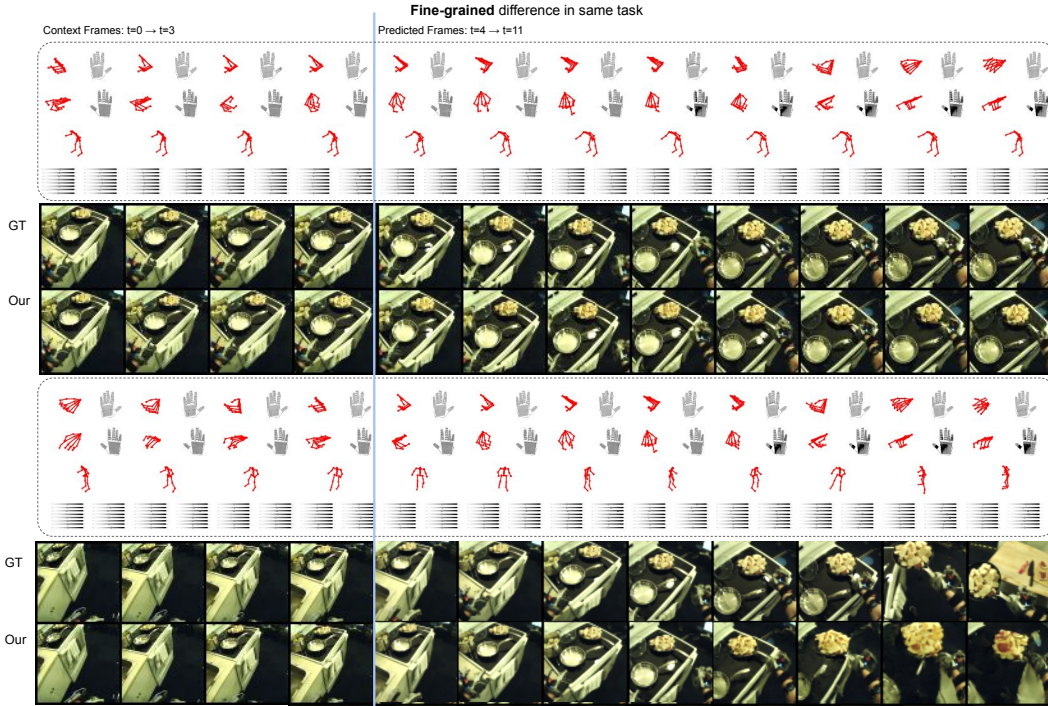 Fine-grained difference in same task
Context Frames: t=0 → t=3
Predicted Frames: t=4 → t=11
GT
Our
GT
Our